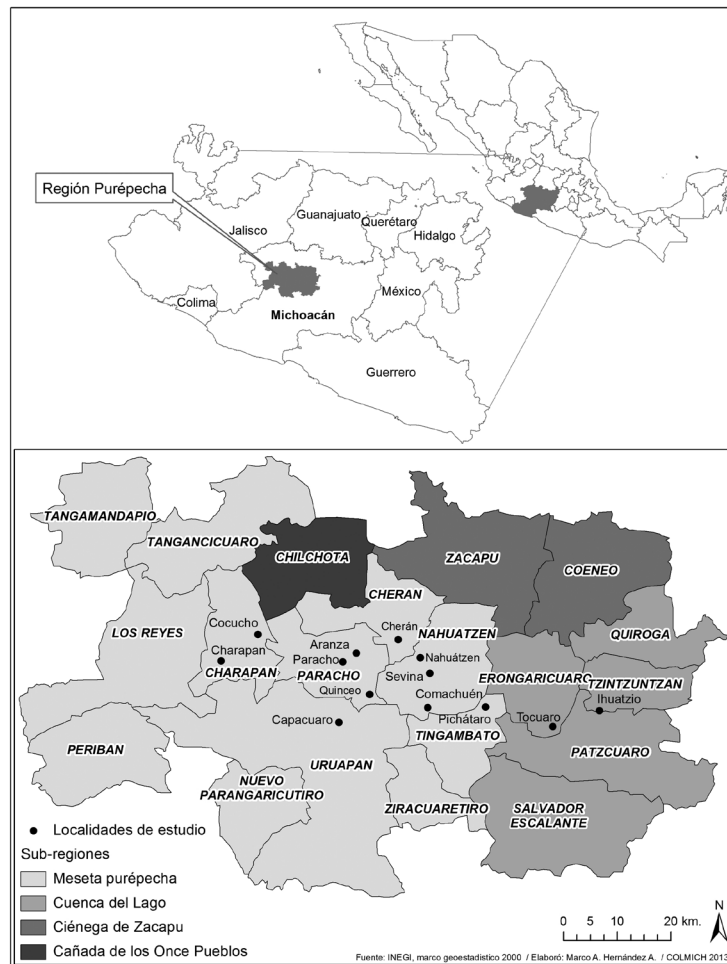 Región Purépecha
Jalisco
Guanajuato
Querétaro
Hidalgo
Colima
México
Michoacán
Guerrero
TANGAMANDAPIO
TANGANCICUARO
CHILCHOTA
ZACAPU
COENEO
CHERAN
LOS REYES
Cocucho
Cherán
NAHUATZEN
QUIROGA
Charapan
Aranza
Paracho
Nahuátzen
CHARAPAN
PARACHO
Sevina
ERONGARICUARO
TZINTZUNTZAN
Quinceo
Comachuén
Ihuatzio
Capacuaro
Pichátaro
Tocuaro
PERIBAN
TINGAMBATO
PATZCUARO
URUAPAN
NUEVO
PARANGARICUTIRO
ZIRACUARETIRO
SALVADOR
ESCALANTE
Localidades de estudio
Sub-regiones
Meseta purépecha
Cuenca del Lago
Ciénega de Zacapu
Cañada de los Once Pueblos
N
0 5 10 20 km.
Fuente: INEGI, marco geoestadístico 2000 / Elaboró: Marco A. Hernández A. / COLMICH 2013